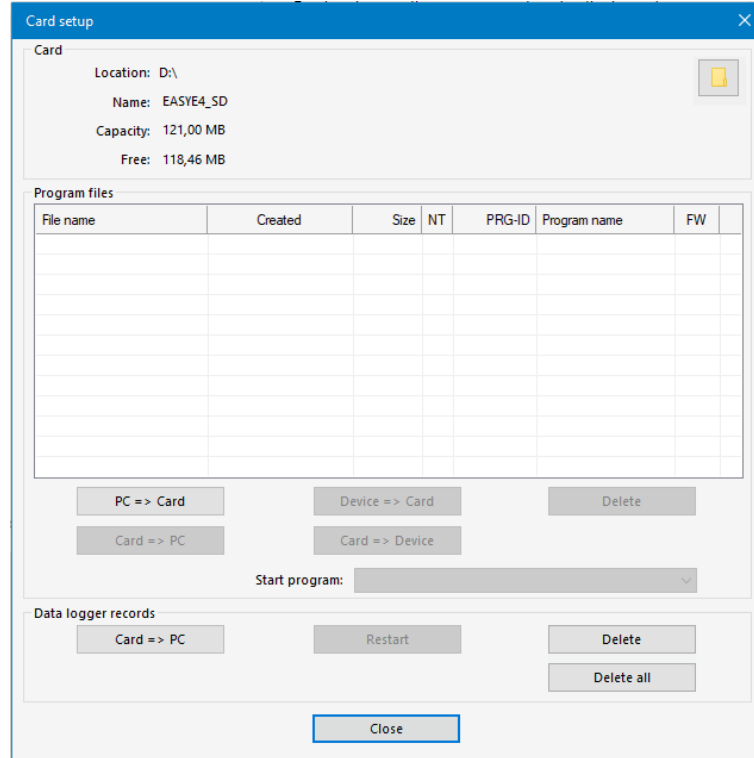 Card setup
Card
Location: D:\
Name: EASYE4_SD
Capacity: 121,00 MB
Free: 118,46 MB
Program files
File name Created Size NT PRG-ID Program name FW
PC => Card Device => Card Delete
Card => PC Card => Device
Start program:
Data logger records
Card => PC Restart Delete
Delete all
Close